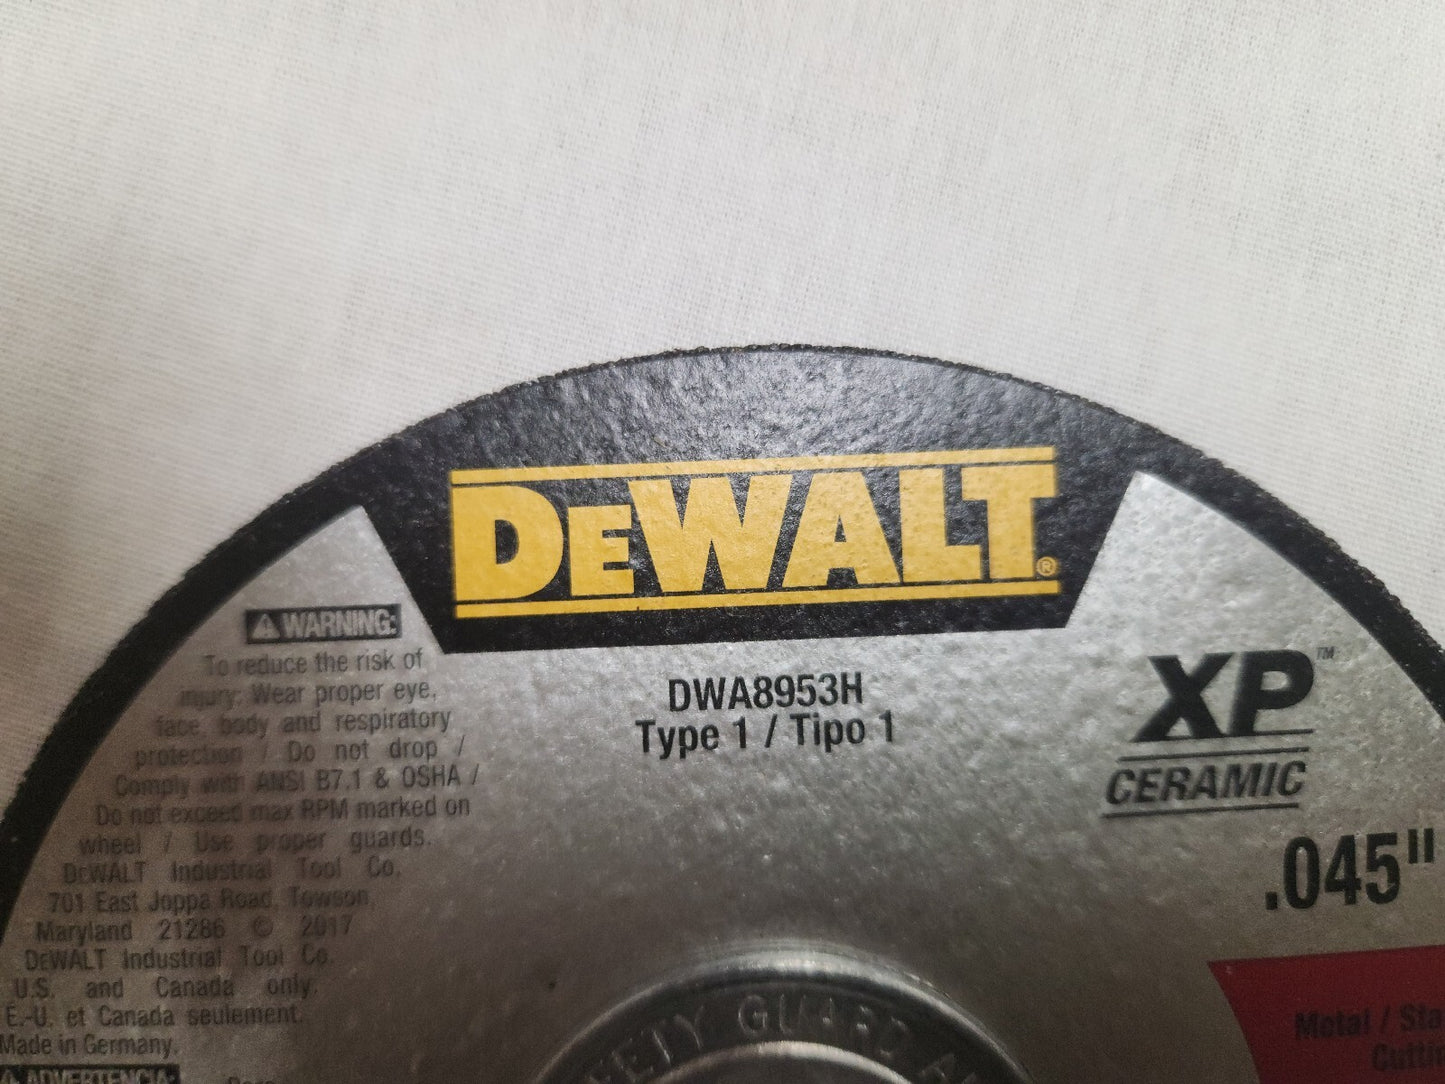 DEWALT®
⚠ WARNING:
To reduce the risk of
injury: Wear proper eye,
face, body and respiratory
protection / Do not drop /
Comply with ANSI B7.1 & OSHA /
Do not exceed max RPM marked on
wheel / Use proper guards.
DEWALT Industrial Tool Co.
701 East Joppa Road, Towson,
Maryland 21286 © 2017
DEWALT Industrial Tool Co.
U.S. and Canada only.
É.-U. et Canada seulement.
Made in Germany.
⚠ ADVERTENCIA:
DWA8953H
Type 1 / Tipo 1
XP™
CERAMIC
.045"
Metal /
GUARD